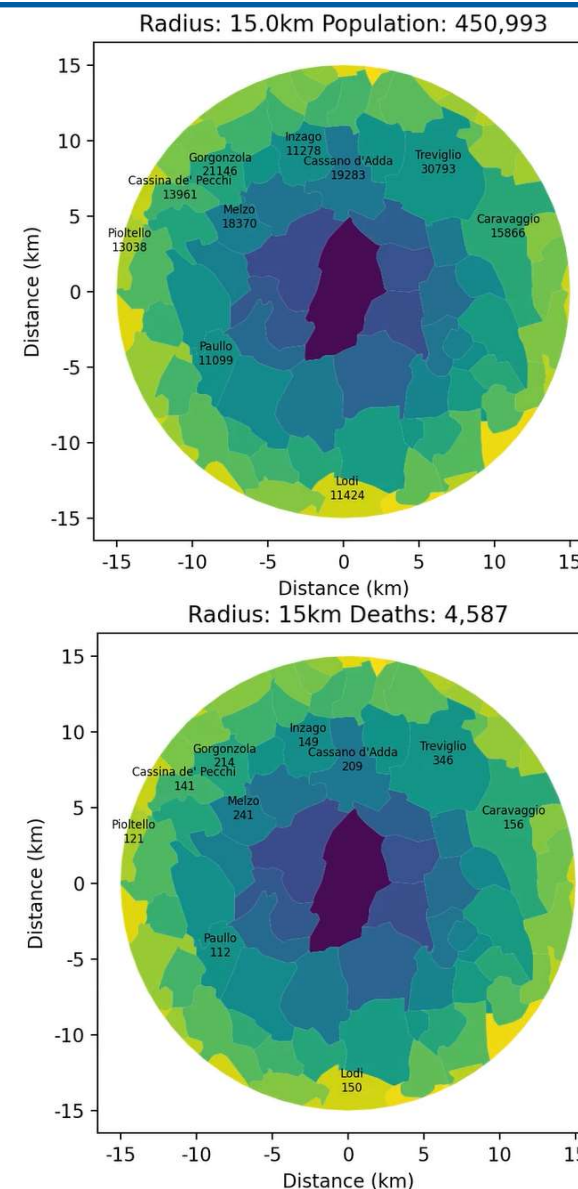 Radius: 15.0km Population: 450,993
15
10
5
0
-5
-10
-15
Distance (km)
Inzago
11278
Gorgonzola
21146
Cassano d'Adda
19283
Treviglio
30793
Cassina de' Pecchi
13961
Melzo
18370
Caravaggio
15866
Pioltello
13038
Paullo
11099
Lodi
11424
-15 -10 -5 0 5 10 15
Distance (km)
Radius: 15km Deaths: 4,587
15
10
5
0
-5
-10
-15
Distance (km)
Inzago
149
Gorgonzola
214
Cassano d'Adda
209
Treviglio
346
Cassina de' Pecchi
141
Melzo
241
Caravaggio
156
Pioltello
121
Paullo
112
Lodi
150
-15 -10 -5 0 5 10 15
Distance (km)